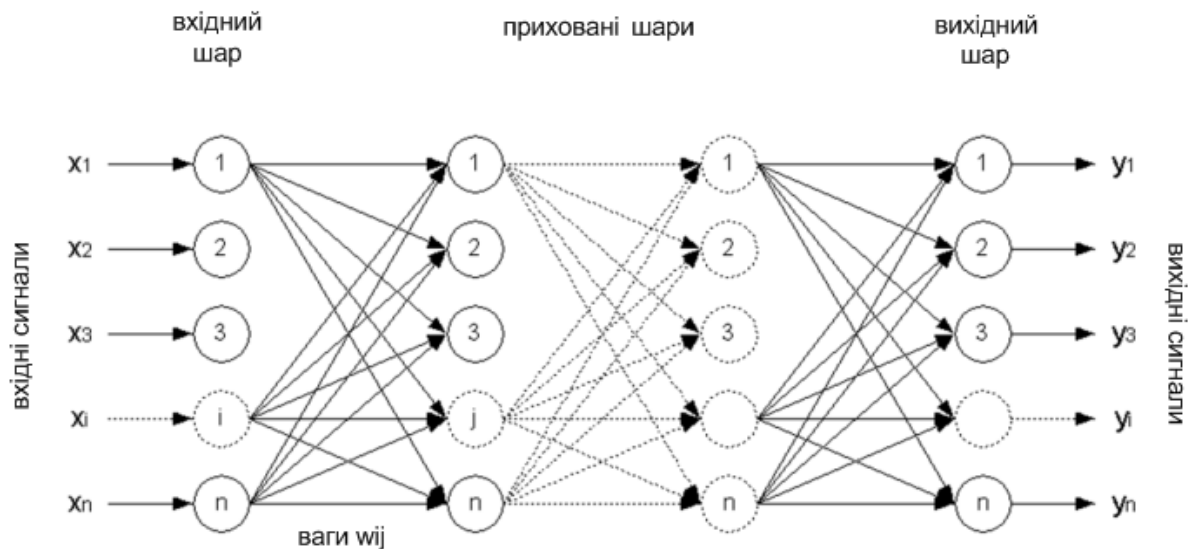 вхідний
шар
приховані шари
вихідний
шар
вхідні сигнали
x1
1
1
1
1
y1
x2
2
2
2
2
y2
x3
3
3
3
3
y3
xi
i
j
yi
xn
n
n
n
n
yn
вихідні сигнали
ваги wij